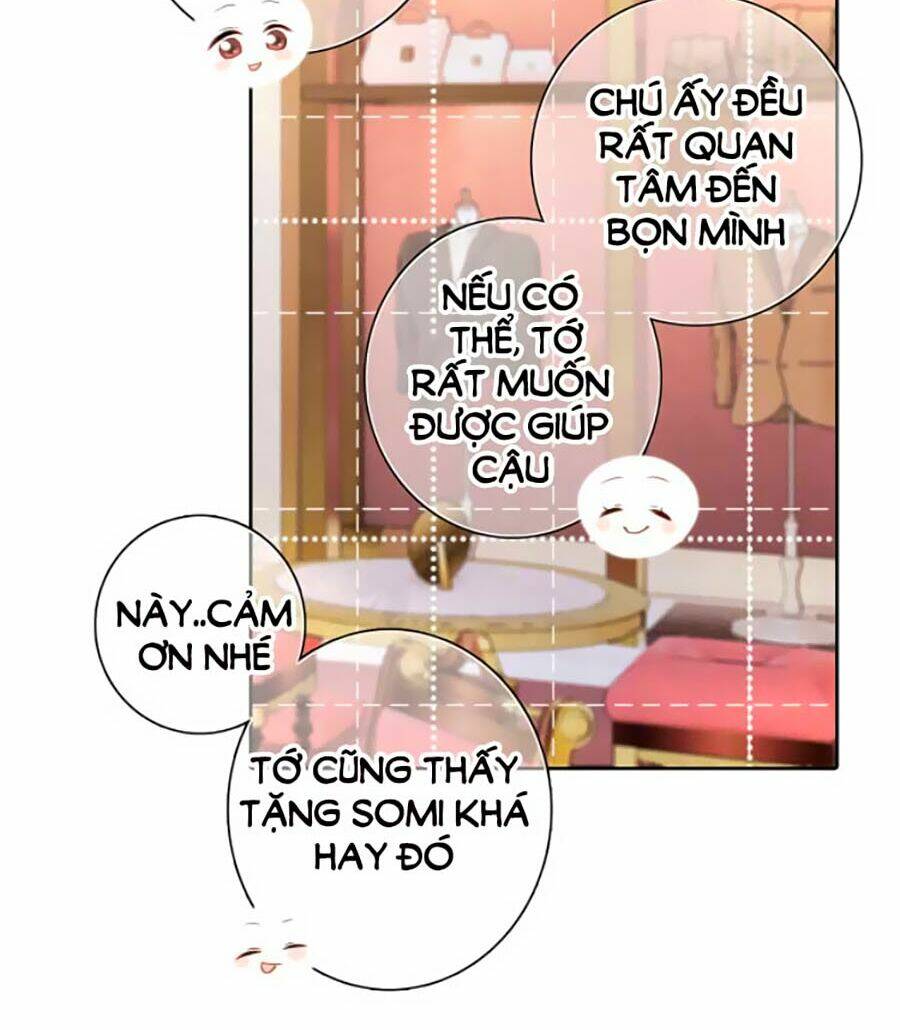 CHÚ ẤY ĐỀU
RẤT QUAN
TÂM ĐẾN
BỌN MÌNH
NẾU CÓ
THỂ, TỚ
RẤT MUỐN
ĐƯỢC GIÚP
CẬU
NÀY..CẢM
ƠN NHÉ
TỚ CŨNG THẤY
TẶNG SOMI KHÁ
HAY ĐÓ